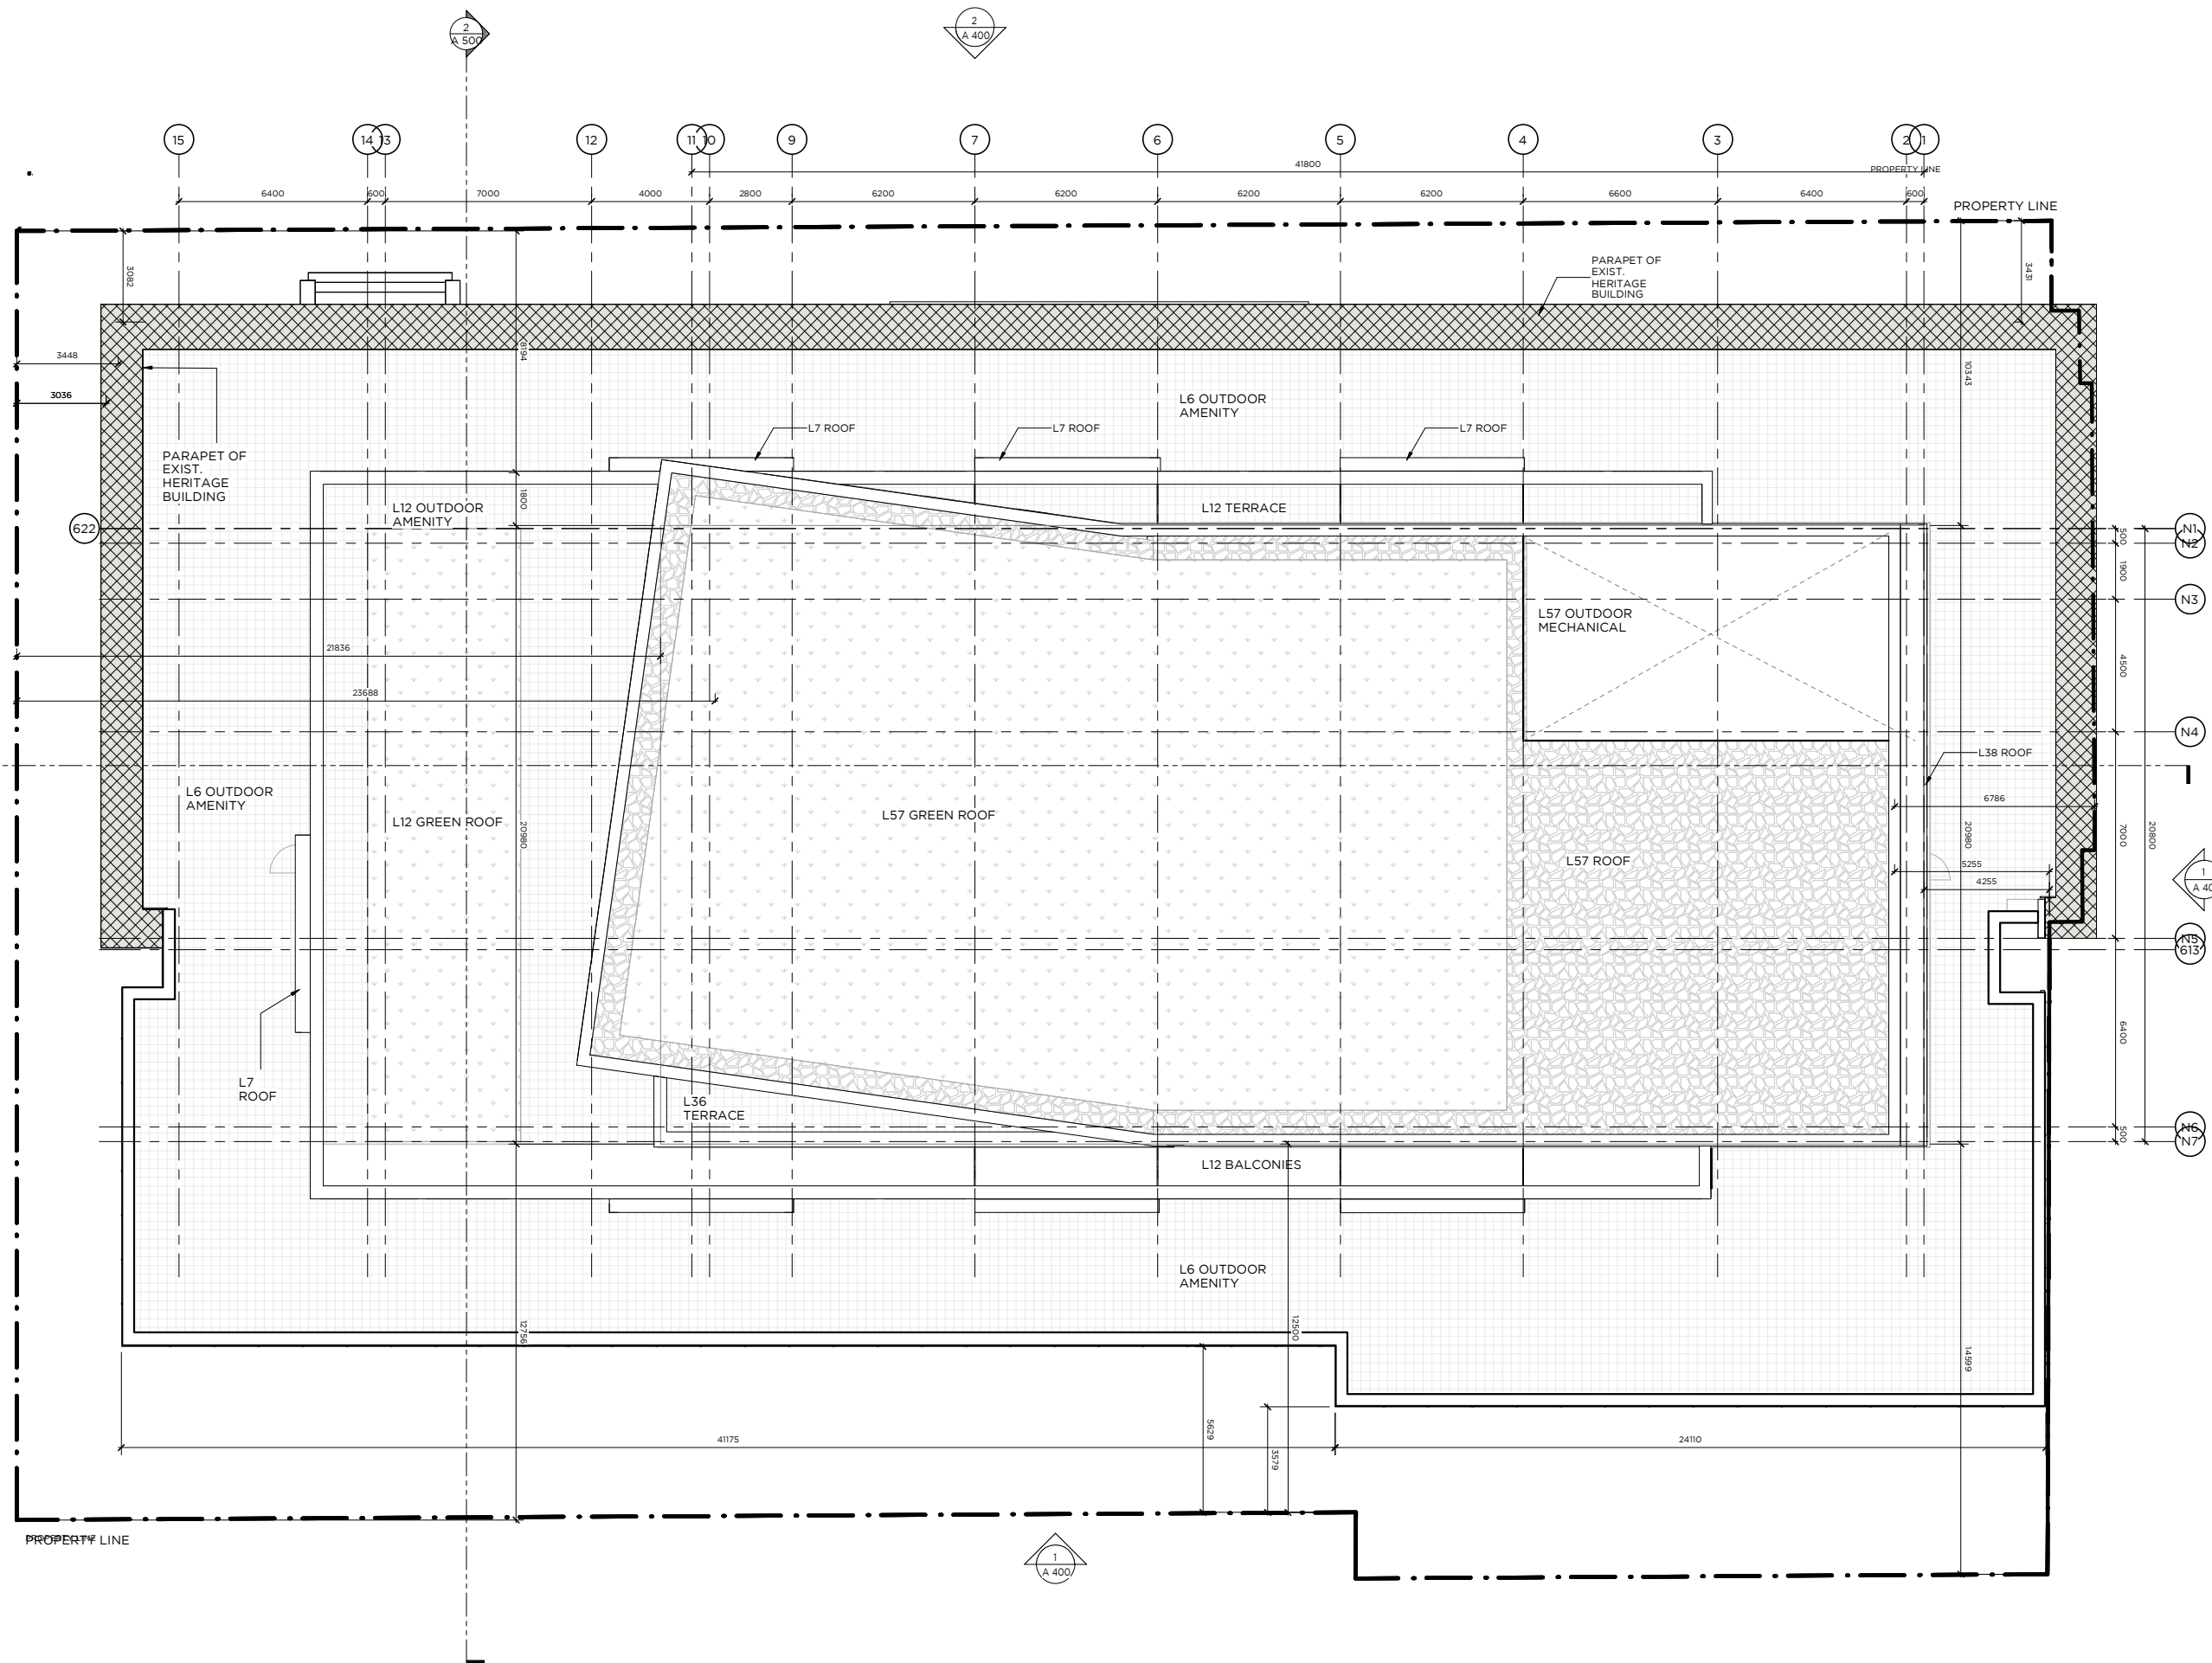 2
A 500
2
A 400
15
14
13
12
11
10
9
7
6
5
4
3
2
1
41800
PROPERTY LINE
6400
600
7000
4000
2800
6200
6200
6200
6200
6600
6400
600
PROPERTY LINE
3082
3431
PARAPET OF
EXIST.
HERITAGE
BUILDING
8194
3448
10343
3036
L6 OUTDOOR
AMENITY
L7 ROOF
L7 ROOF
L7 ROOF
PARAPET OF
EXIST.
HERITAGE
BUILDING
1800
L12 OUTDOOR
AMENITY
L12 TERRACE
622
N1
500
N2
1900
N3
L57 OUTDOOR
MECHANICAL
21836
4500
23688
N4
L38 ROOF
L6 OUTDOOR
AMENITY
6786
L12 GREEN ROOF
L57 GREEN ROOF
20980
20980
7000
20800
L57 ROOF
5255
4255
1
A 40
N5
613
6400
L7
ROOF
L36
TERRACE
N6
500
N7
L12 BALCONIES
L6 OUTDOOR
AMENITY
12756
12500
14599
5629
3579
41175
24110
PROPERTY LINE
PROPERTY LINE
1
A 400